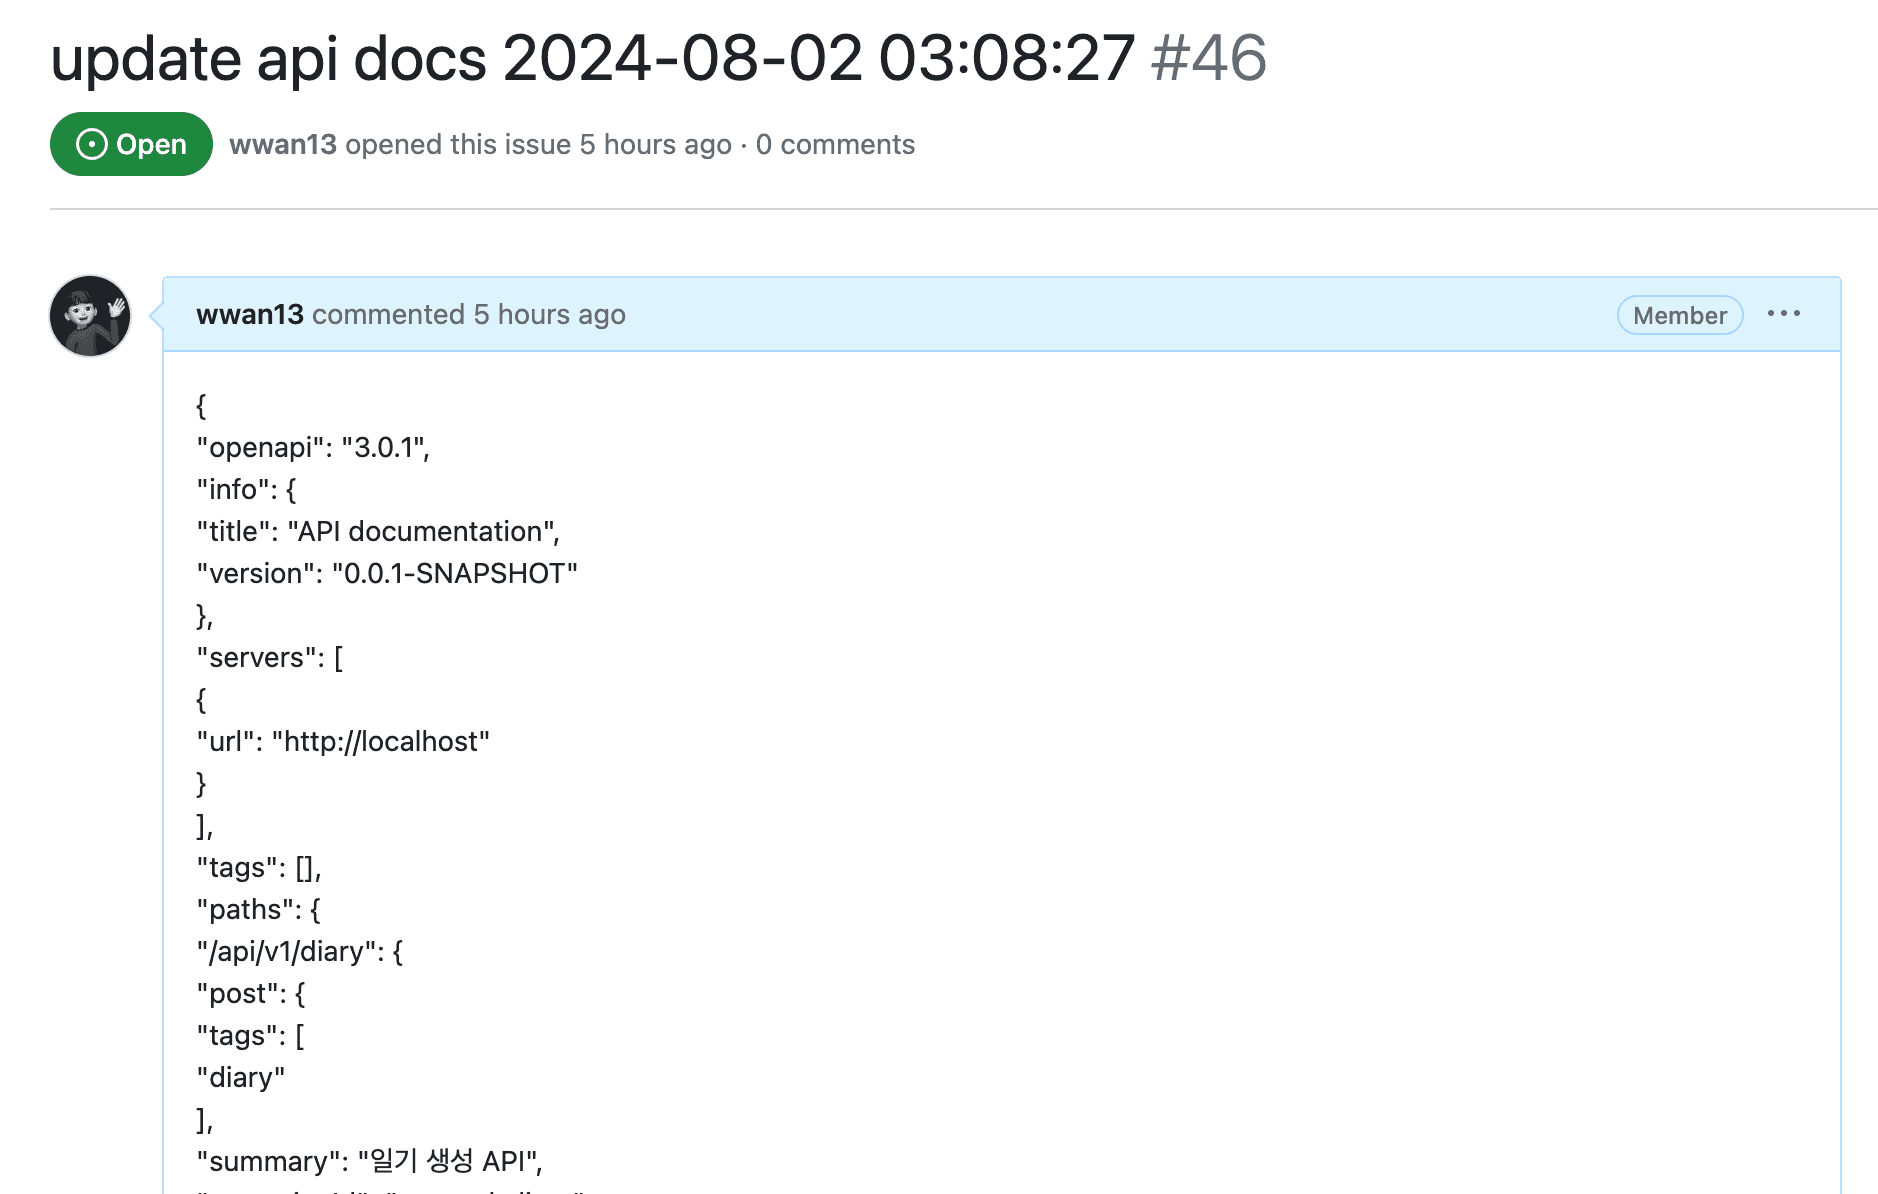 update api docs 2024-08-02 03:08:27 #46
Open
wwan13 opened this issue 5 hours ago · 0 comments
wwan13 commented 5 hours ago
Member
{
"openapi": "3.0.1",
"info": {
"title": "API documentation",
"version": "0.0.1-SNAPSHOT"
},
"servers": [
{
"url": "http://localhost"
}
],
"tags": [],
"paths": {
"/api/v1/diary": {
"post": {
"tags": [
"diary"
],
"summary": "일기 생성 API",